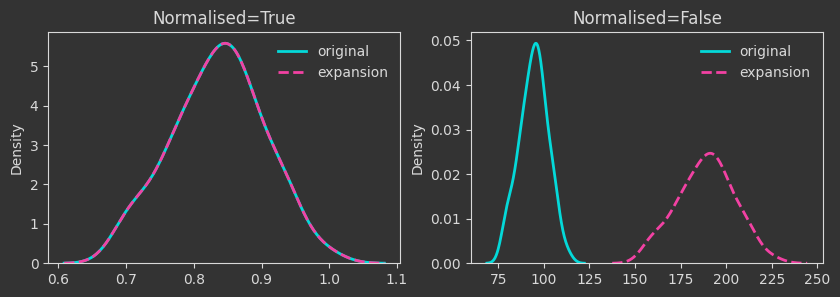 Normalised=True
Density
5
4
3
2
1
0
0.6 0.7 0.8 0.9 1.0 1.1
original
expansion
Normalised=False
Density
0.05
0.04
0.03
0.02
0.01
0.00
75 100 125 150 175 200 225 250
original
expansion